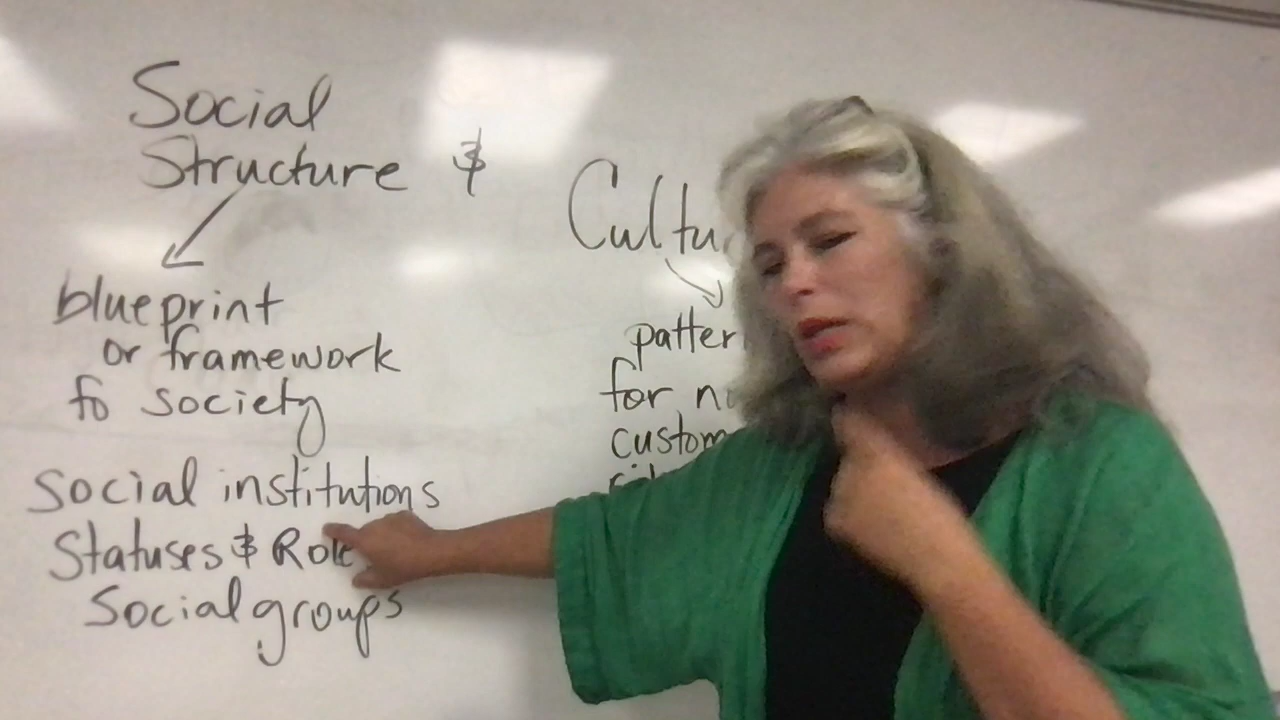 Social
Structure &
blueprint
or framework
fo society
social institutions
Statuses & Role
Social groups
Cultu
patter
for n
custom